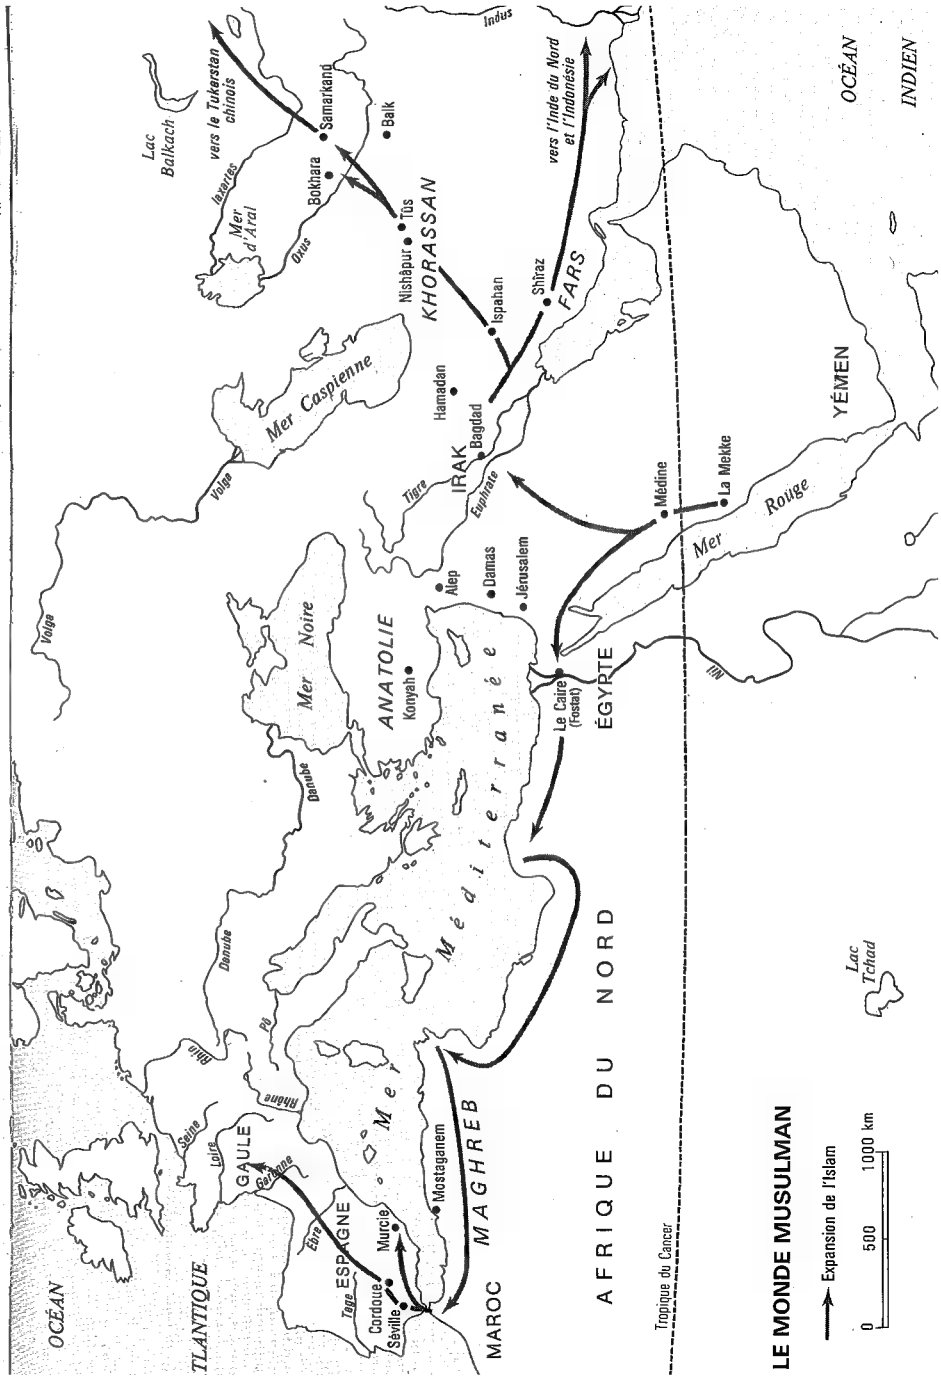 OCÉAN
ATLANTIQUE
Seine
Loire
GAULE
Garonne
Rhin
Rhône
Pô
Danube
Danube
Volga
Volga
Mer Noire
Mer Caspienne
Mer
d'Aral
Iaxartes
Oxus
Lac
Balkach
vers le Tukerstan
chinois
Samarkand
Bokhara
Balk
Indus
Tage
ESPAGNE
Ebre
Cordoue
Séville
Murcie
Mostaganem
MAGHREB
MAROC
Mer Méditerranée
ANATOLIE
Konyah
Alep
Damas
Jérusalem
Tigre
Euphrate
IRAK
Bagdad
Hamadan
Ispahan
Nishâpur
Tûs
KHORASSAN
Shîraz
FARS
vers l'Inde du Nord
et l'Indonésie
Le Caire
(Fostat)
ÉGYPTE
Nil
Médine
La Mekke
Mer Rouge
YÉMEN
OCÉAN
INDIEN
AFRIQUE DU NORD
Tropique du Cancer
Lac
Tchad
LE MONDE MUSULMAN
Expansion de l'Islam
0 500 1000 km